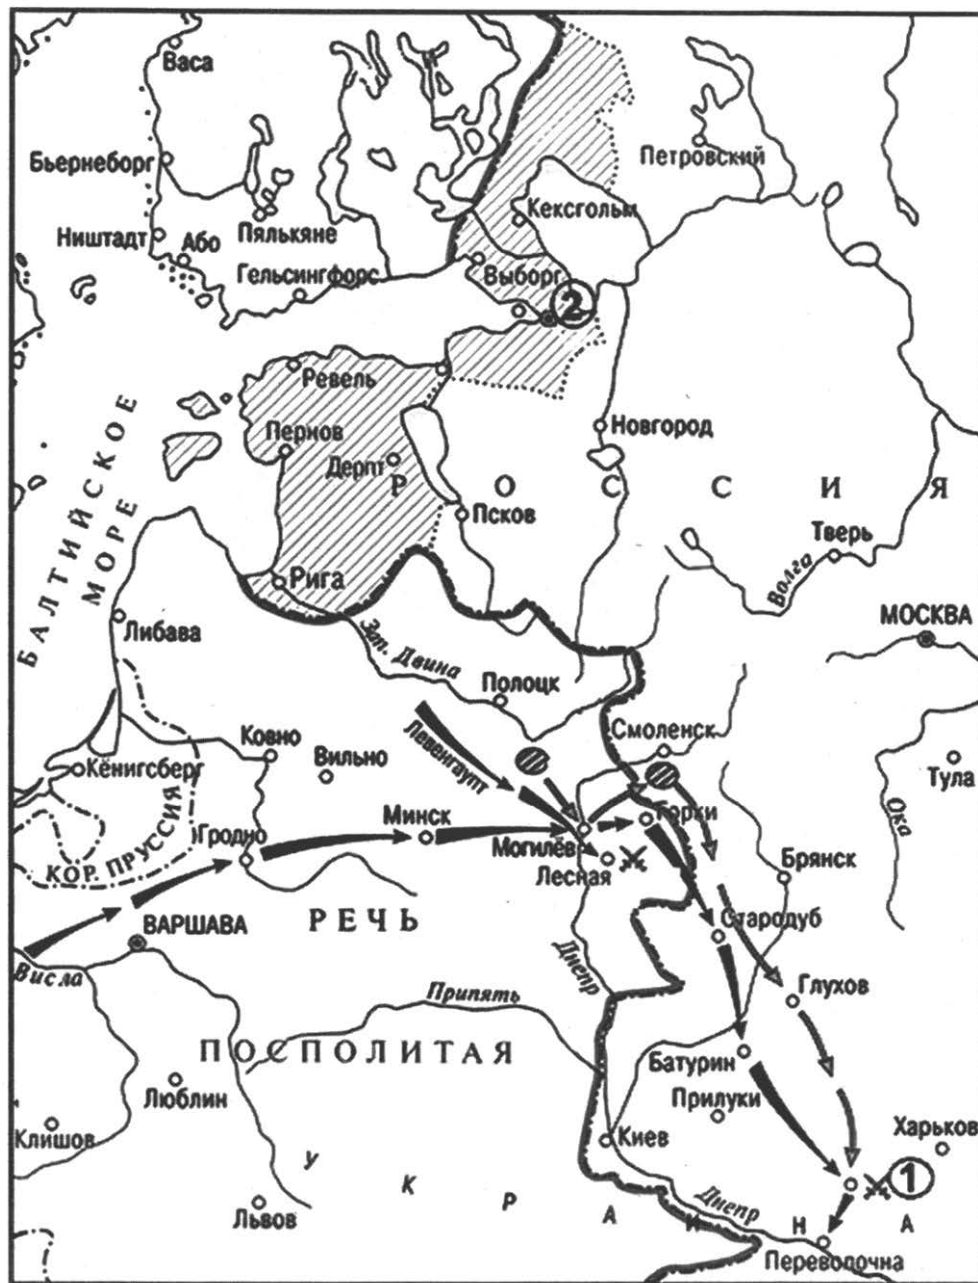 Васа
Бьернеборг
Петровский
Кексгольм
Ништадт
Або
Пялькяне
Гельсингфорс
Выборг
2
Ревель
Пернов
Дерпт
Новгород
Псков
РОССИЯ
БАЛТИЙСКОЕ
МОРЕ
Тверь
Волга
Рига
Либава
МОСКВА
Зап. Двина
Полоцк
Левенгаупт
Смоленск
Ковно
Вильно
Кёнигсберг
Тула
Ока
КОР. ПРУССИЯ
Гродно
Минск
Могилёв
Горки
Лесная
Брянск
ВАРШАВА
РЕЧЬ
Стародуб
Висла
Днепр
Припять
Глухов
ПОСПОЛИТАЯ
Батурин
Люблин
Прилуки
Клишов
Киев
Харьков
1
УКРАИНА
Львов
Днепр
Переволочна